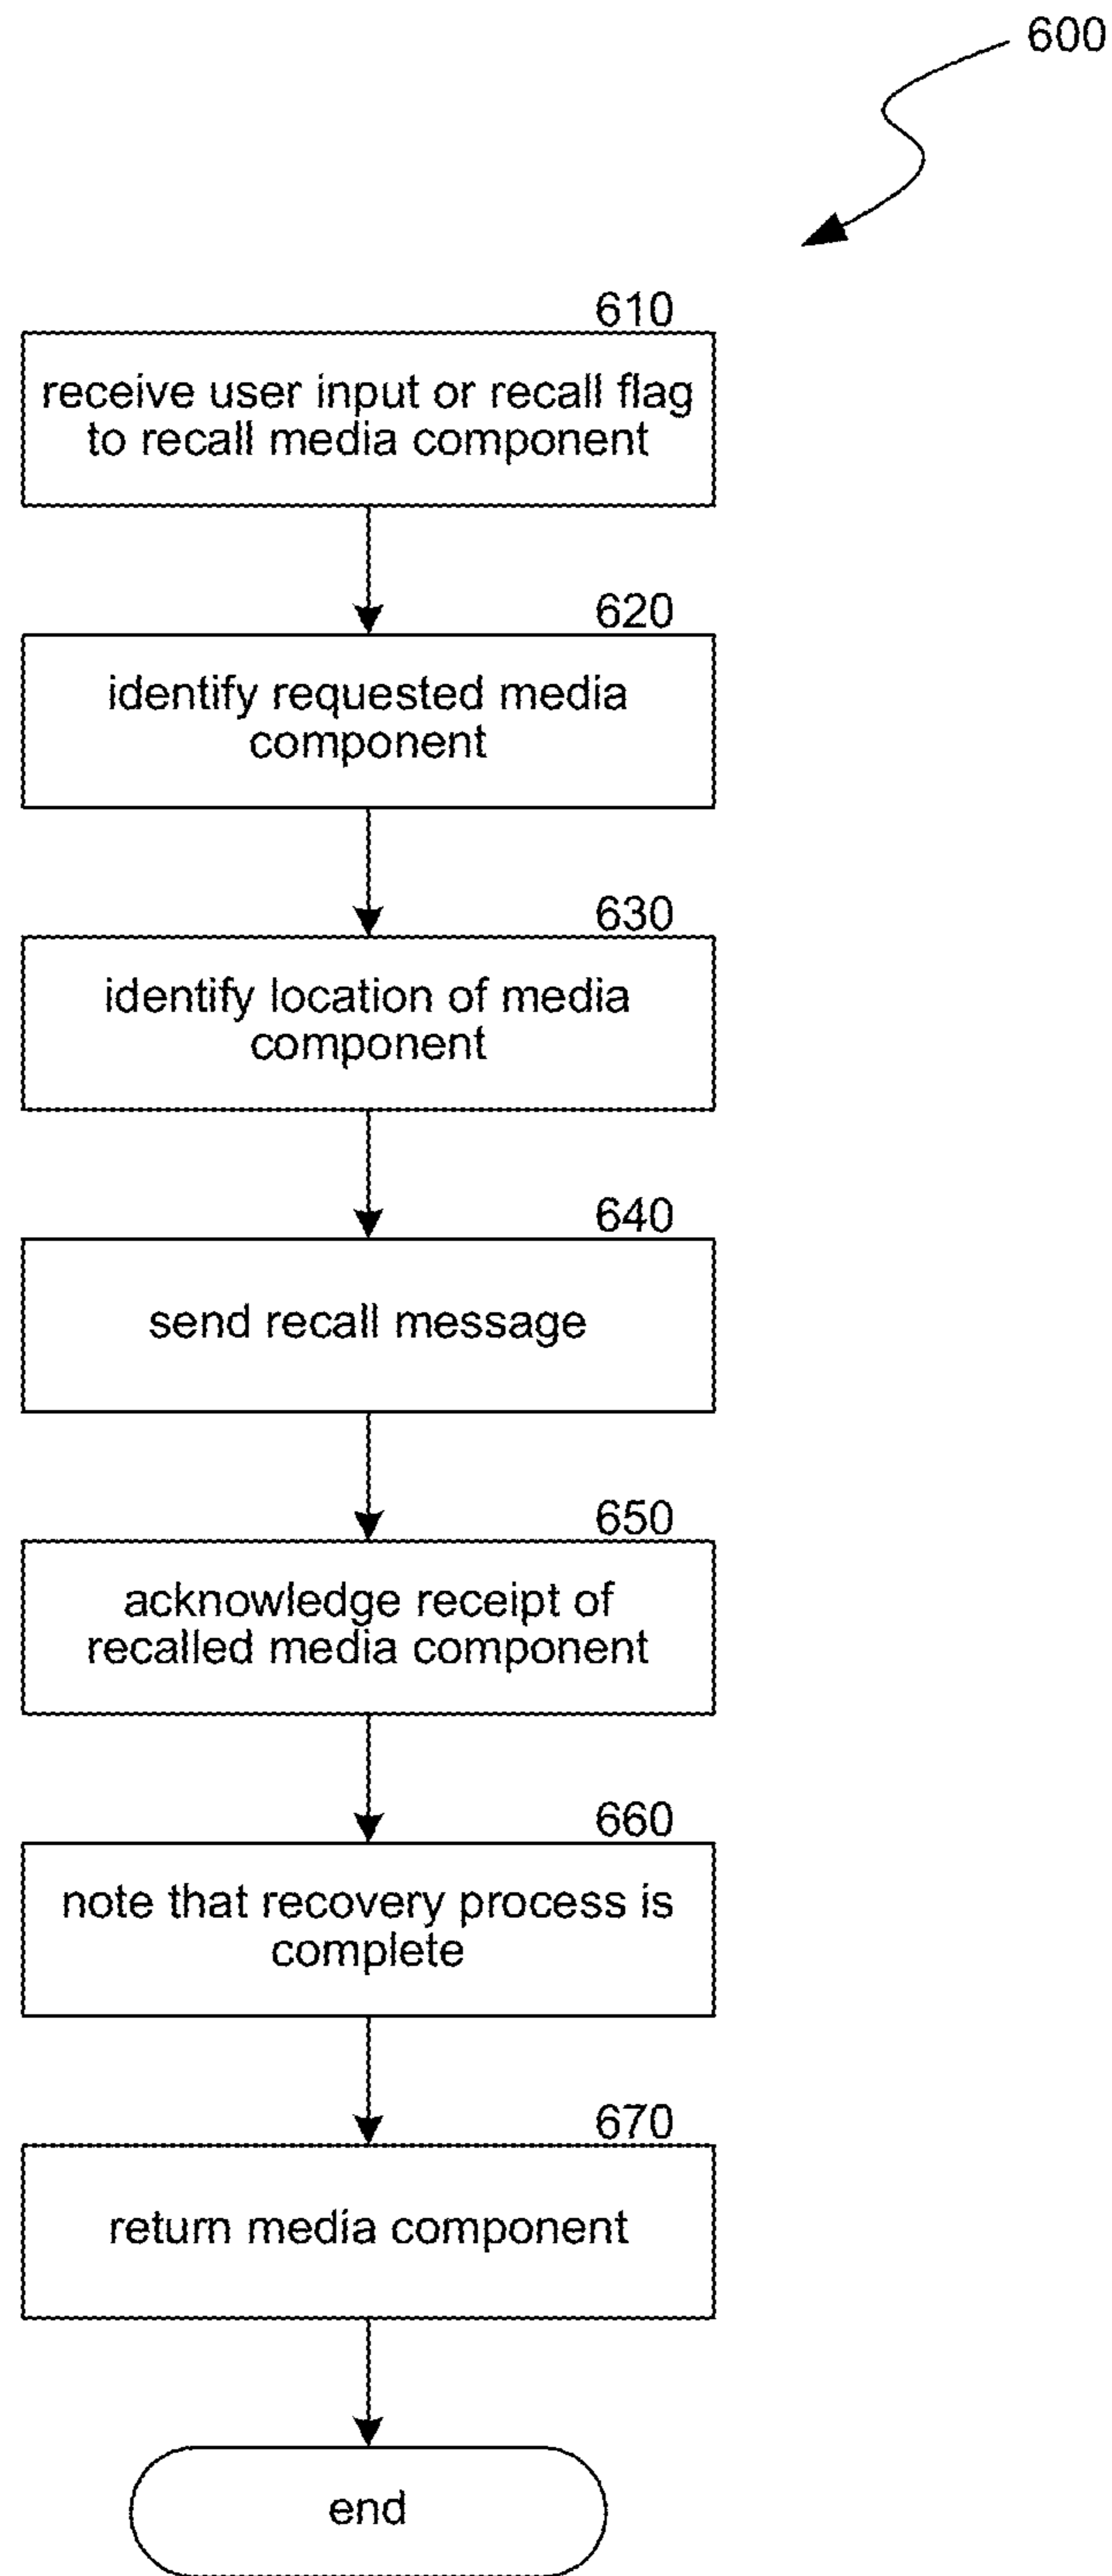 600
610
receive user input or recall flag
to recall media component
620
identify requested media
component
630
identify location of media
component
640
send recall message
650
acknowledge receipt of
recalled media component
660
note that recovery process is
complete
670
return media component
end